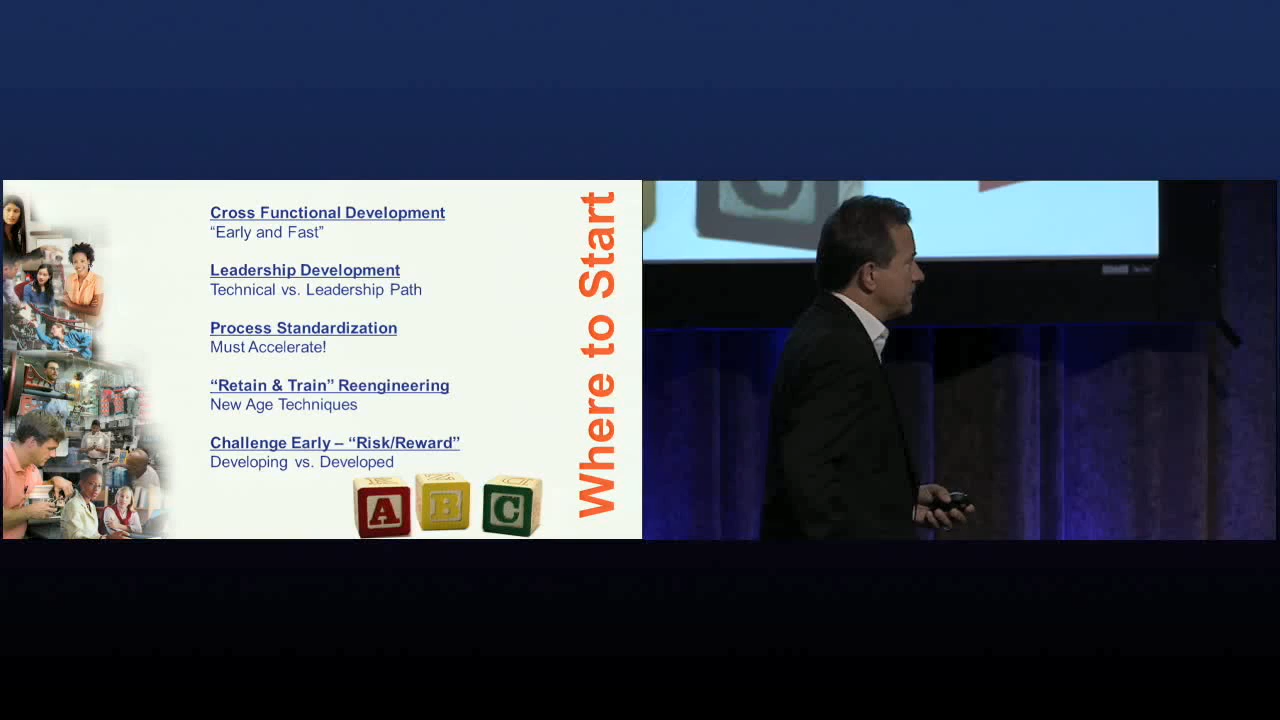 Cross Functional Development
“Early and Fast”
Leadership Development
Technical vs. Leadership Path
Process Standardization
Must Accelerate!
“Retain & Train” Reengineering
New Age Techniques
Challenge Early – “Risk/Reward”
Developing vs. Developed
A B C
Where to Start